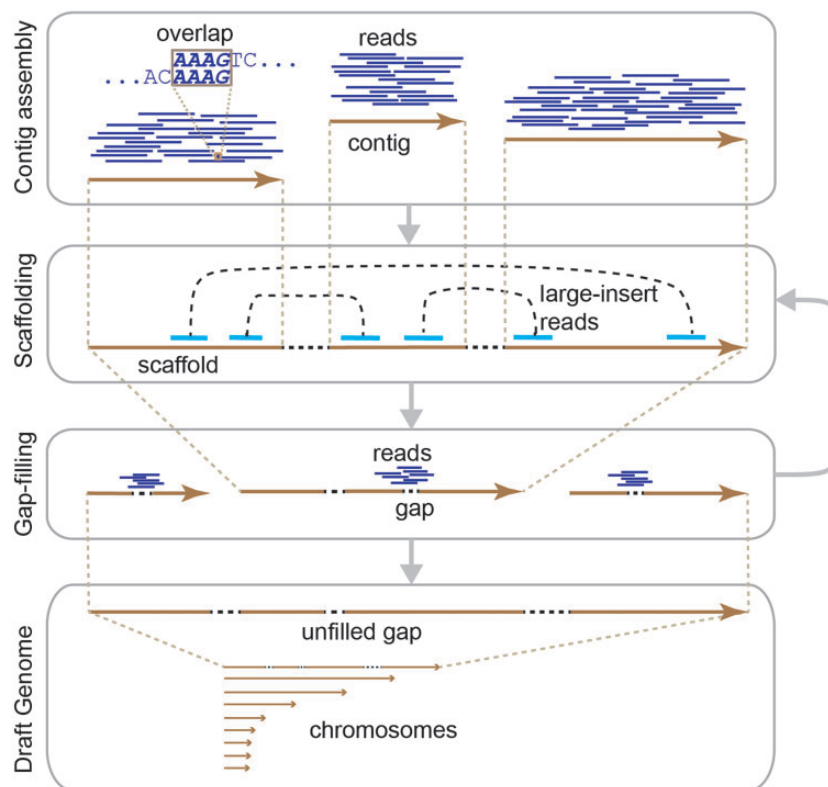 Contig assembly
overlap
AAAGTC...
...ACAAAG
reads
contig
Scaffolding
large-insert
reads
scaffold
Gap-filling
reads
gap
Draft Genome
unfilled gap
chromosomes